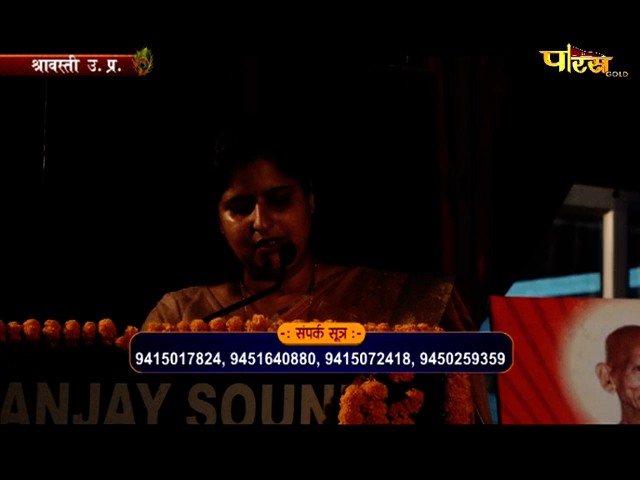 श्रावस्ती उ. प्र.
पारस
GOLD
-: संपर्क सूत्र :-
9415017824, 9451640880, 9415072418, 9450259359
ANJAY SOUN